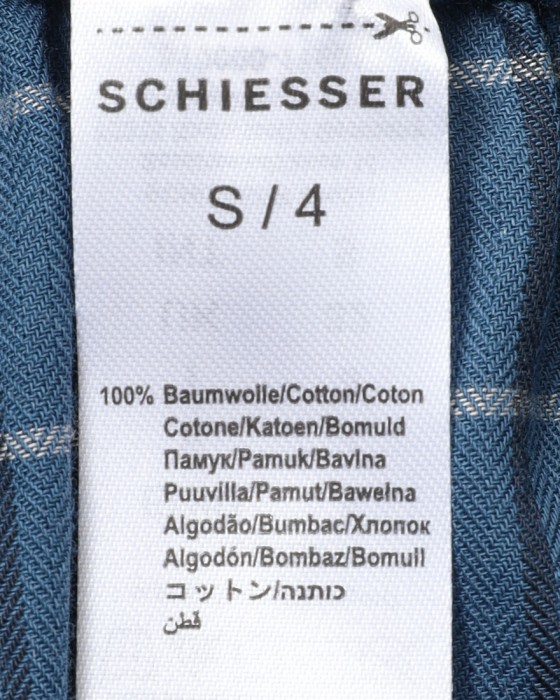 SCHIESSER
S / 4
100% Baumwolle/Cotton/Coton
Cotone/Katoen/Bomuld
Памук/Pamuk/Bavlna
Puuvilla/Pamut/Bawełna
Algodão/Bumbac/Хлопок
Algodón/Bombaz/Bomull
コットン/כותנה
قطن